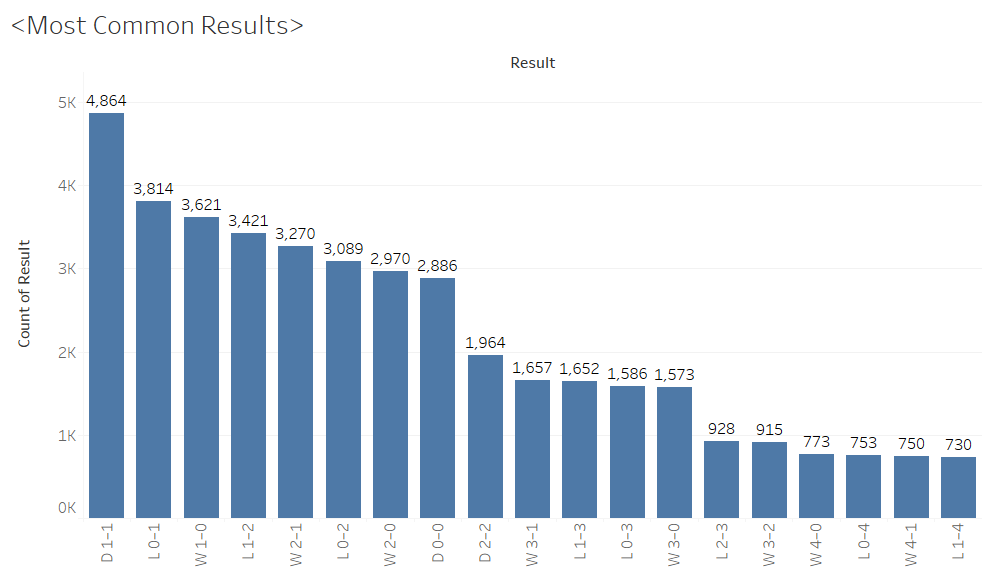 <Most Common Results>
Result
Count of Result
5K
4K
3K
2K
1K
0K
4,864
3,814
3,621
3,421
3,270
3,089
2,970
2,886
1,964
1,657
1,652
1,586
1,573
928
915
773
753
750
730
D 1-1
L 0-1
W 1-0
L 1-2
W 2-1
L 0-2
W 2-0
D 0-0
D 2-2
W 3-1
L 1-3
L 0-3
W 3-0
L 2-3
W 3-2
W 4-0
L 0-4
W 4-1
L 1-4